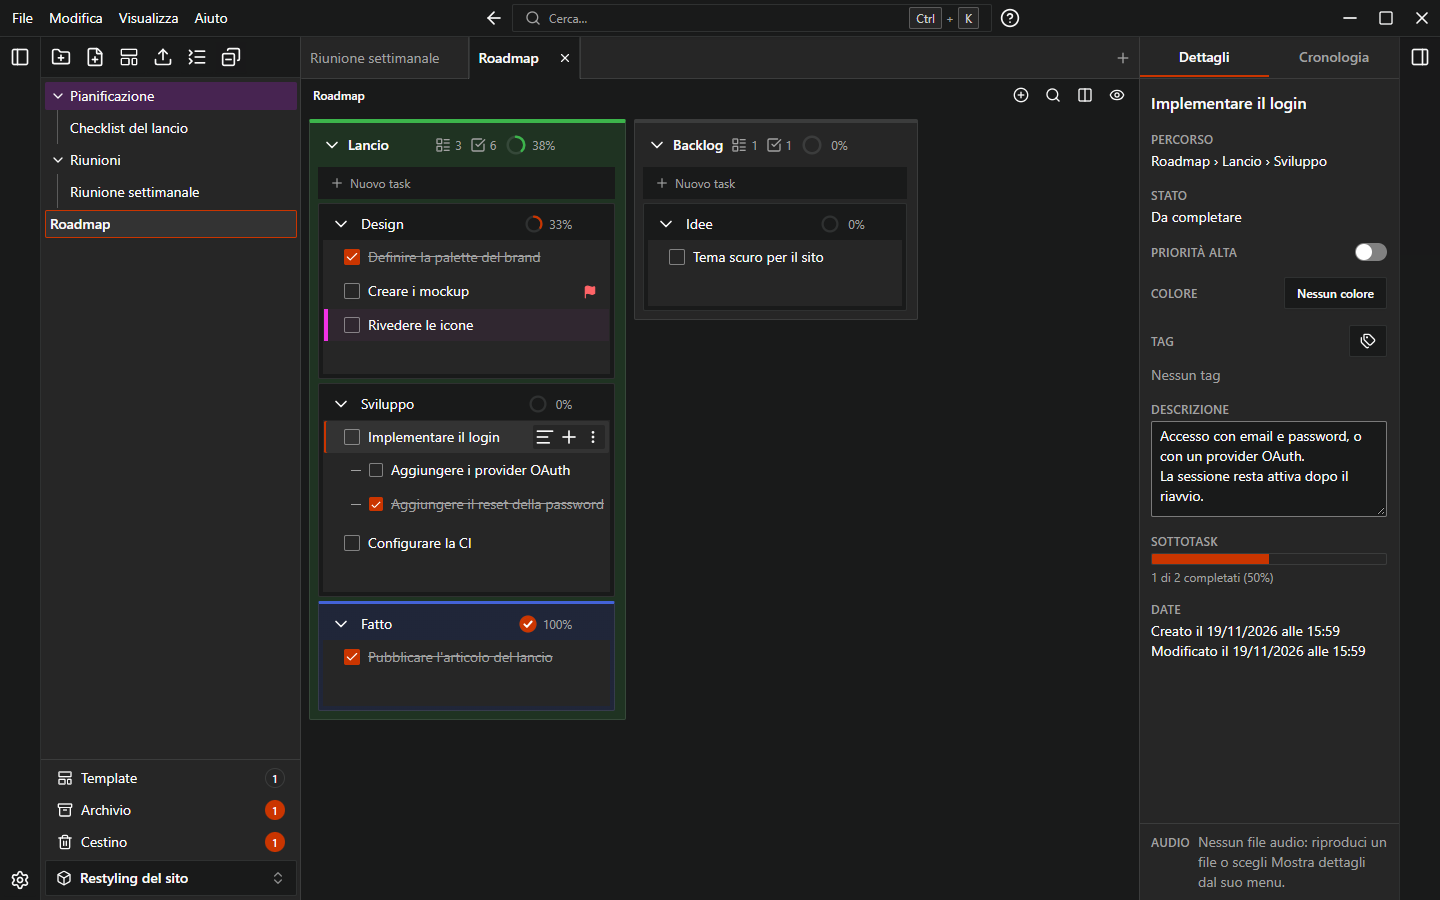 File Modifica Visualizza Aiuto
Cerca... Ctrl + K
Pianificazione
Checklist del lancio
Riunioni
Riunione settimanale
Roadmap
Template 1
Archivio 1
Cestino 1
Restyling del sito
Riunione settimanale Roadmap
Roadmap
Lancio 3 6 38%
Nuovo task
Design 33%
Definire la palette del brand
Creare i mockup
Rivedere le icone
Sviluppo 0%
Implementare il login
Aggiungere i provider OAuth
Aggiungere il reset della password
Configurare la CI
Fatto 100%
Pubblicare l'articolo del lancio
Backlog 1 1 0%
Nuovo task
Idee 0%
Tema scuro per il sito
Dettagli Cronologia
Implementare il login
PERCORSO
Roadmap › Lancio › Sviluppo
STATO
Da completare
PRIORITÀ ALTA
COLORE Nessun colore
TAG
Nessun tag
DESCRIZIONE
Accesso con email e password, o
con un provider OAuth.
La sessione resta attiva dopo il
riavvio.
SOTTOTASK
1 di 2 completati (50%)
DATE
Creato il 19/11/2026 alle 15:59
Modificato il 19/11/2026 alle 15:59
AUDIO Nessun file audio: riproduci un
file o scegli Mostra dettagli
dal suo menu.